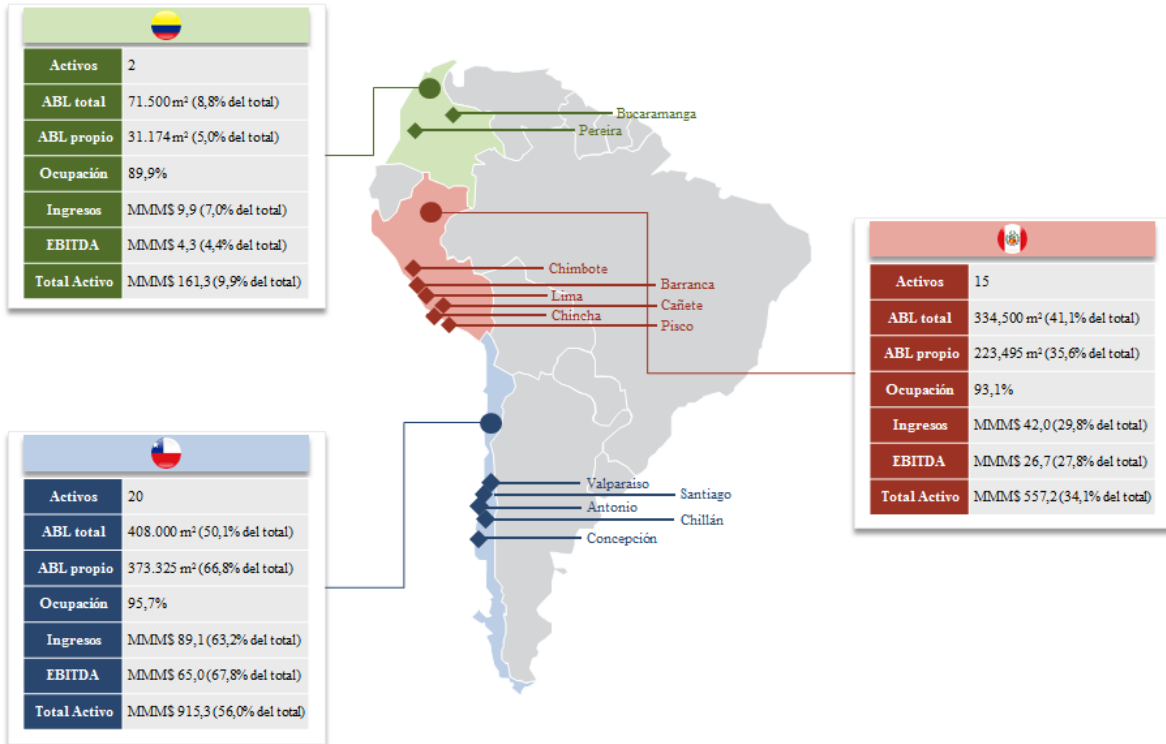 Activos 2
ABL total 71.500 m² (8,8% del total)
ABL propio 31.174 m² (5,0% del total)
Ocupación 89,9%
Ingresos MMM$ 9,9 (7,0% del total)
EBITDA MMM$ 4,3 (4,4% del total)
Total Activo MMM$ 161,3 (9,9% del total)
Bucaramanga
Pereira
Chimbote
Barranca
Lima
Cañete
Chincha
Pisco
Activos 15
ABL total 334,500 m² (41,1% del total)
ABL propio 223,495 m² (35,6% del total)
Ocupación 93,1%
Ingresos MMM$ 42,0 (29,8% del total)
EBITDA MMM$ 26,7 (27,8% del total)
Total Activo MMM$ 557,2 (34,1% del total)
Activos 20
ABL total 408.000 m² (50,1% del total)
ABL propio 373.325 m² (66,8% del total)
Ocupación 95,7%
Ingresos MMM$ 89,1 (63,2% del total)
EBITDA MMM$ 65,0 (67,8% del total)
Total Activo MMM$ 915,3 (56,0% del total)
Valparaiso
Santiago
Antonio
Chillán
Concepción